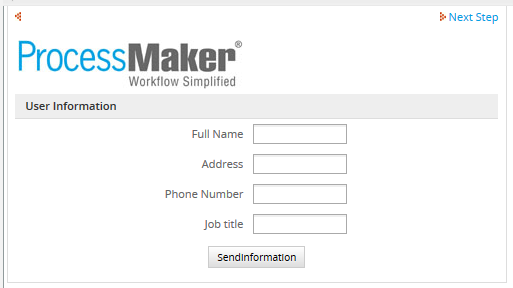 Next Step
ProcessMaker®
Workflow Simplified
User Information
Full Name
Address
Phone Number
Job title
SendInformation